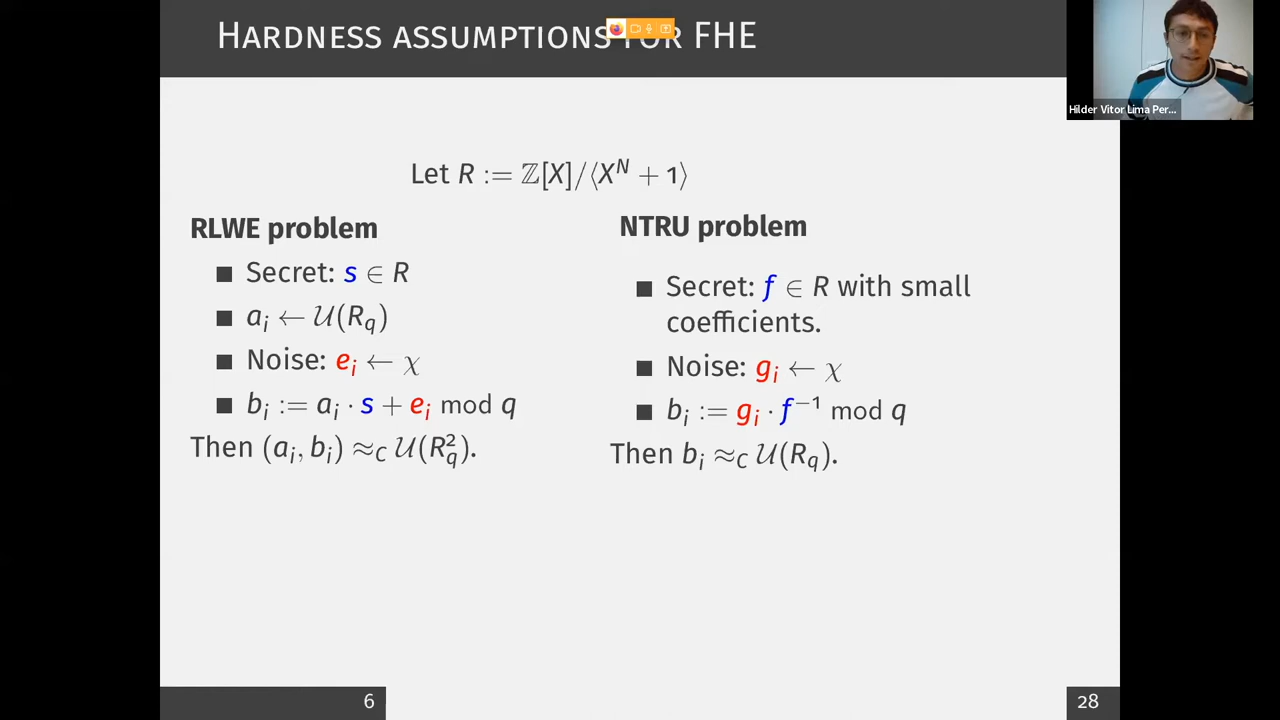 HARDNESS ASSUMPTIONS FOR FHE
Hilder Vitor Lima Per...
Let R := ℤ[X]/⟨X^N + 1⟩
RLWE problem
■ Secret: s ∈ R
■ a_i ← 𝒰(R_q)
■ Noise: e_i ← χ
■ b_i := a_i · s + e_i mod q
Then (a_i, b_i) ≈_C 𝒰(R_q^2).
NTRU problem
■ Secret: f ∈ R with small
coefficients.
■ Noise: g_i ← χ
■ b_i := g_i · f^−1 mod q
Then b_i ≈_C 𝒰(R_q).
6
28